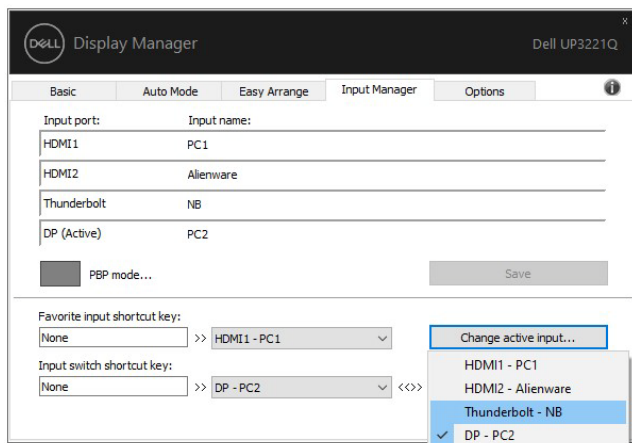 x
DELL Display Manager Dell UP3221Q
Basic Auto Mode Easy Arrange Input Manager Options i
Input port: Input name:
HDMI1 PC1
HDMI2 Alienware
Thunderbolt NB
DP (Active) PC2
PBP mode... Save
Favorite input shortcut key:
None >> HDMI1 - PC1 Change active input...
Input switch shortcut key:
None >> DP - PC2 <<>>
HDMI1 - PC1
HDMI2 - Alienware
Thunderbolt - NB
DP - PC2